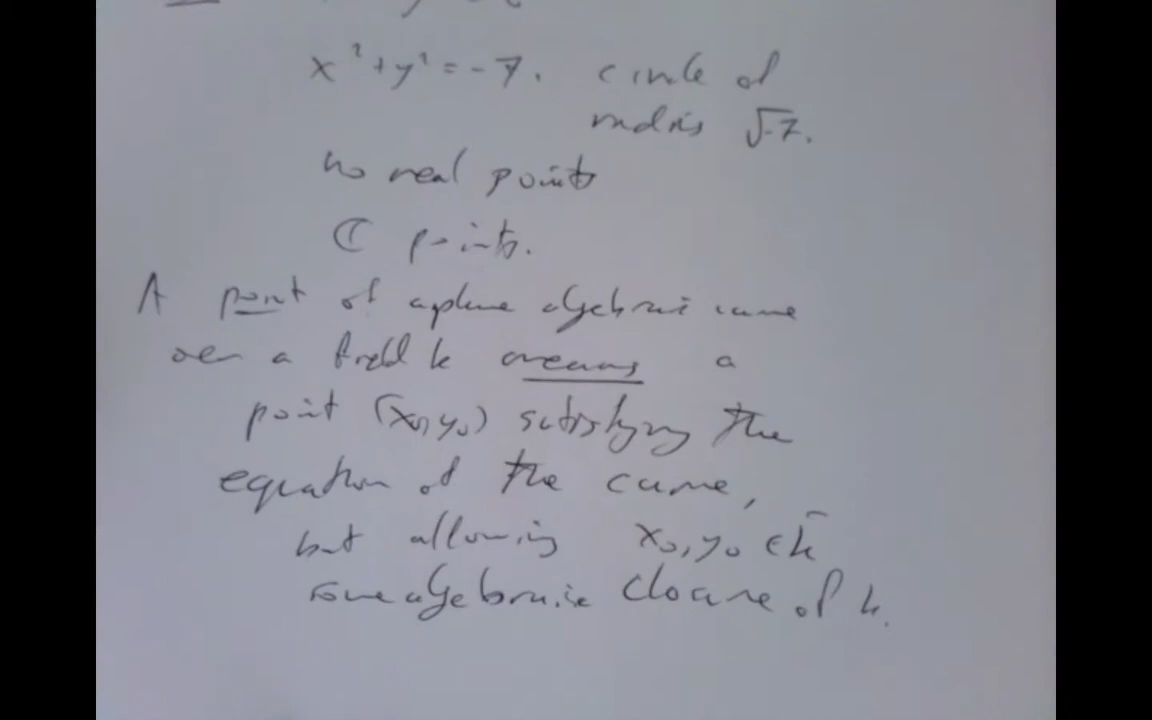 x² + y² = -7. circle of
radius √-7.
no real points
ℂ points.
A point of a plane algebraic curve
over a field k means a
point (x₀, y₀) satisfying the
equation of the curve,
but allowing x₀, y₀ ∈ k̄
some algebraic closure of k.